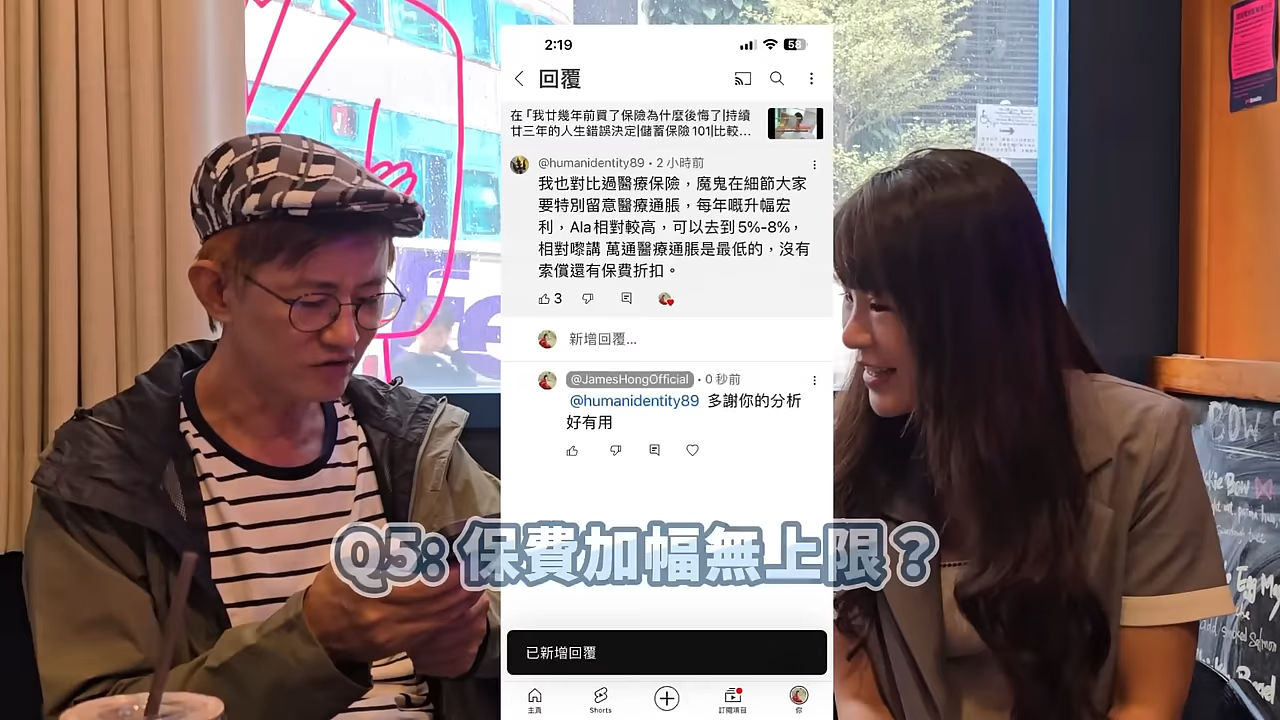 2:19
58
回覆
在「我廿幾年前買了保險為什麼後悔了|持續
廿三年的人生錯誤決定|儲蓄保險101|比較...
@humanidentity89・2 小時前
我也對比過醫療保險，魔鬼在細節大家
要特別留意醫療通脹，每年嘅升幅宏
利，Ala相對較高，可以去到5%-8%，
相對嚟講 萬通醫療通脹是最低的，沒有
索償還有保費折扣。
3
新增回覆...
@JamesHongOfficial・0 秒前
@humanidentity89 多謝你的分析
好有用
Q5: 保費加幅無上限？
已新增回覆
主頁
Shorts
訂閱項目
你
BOW